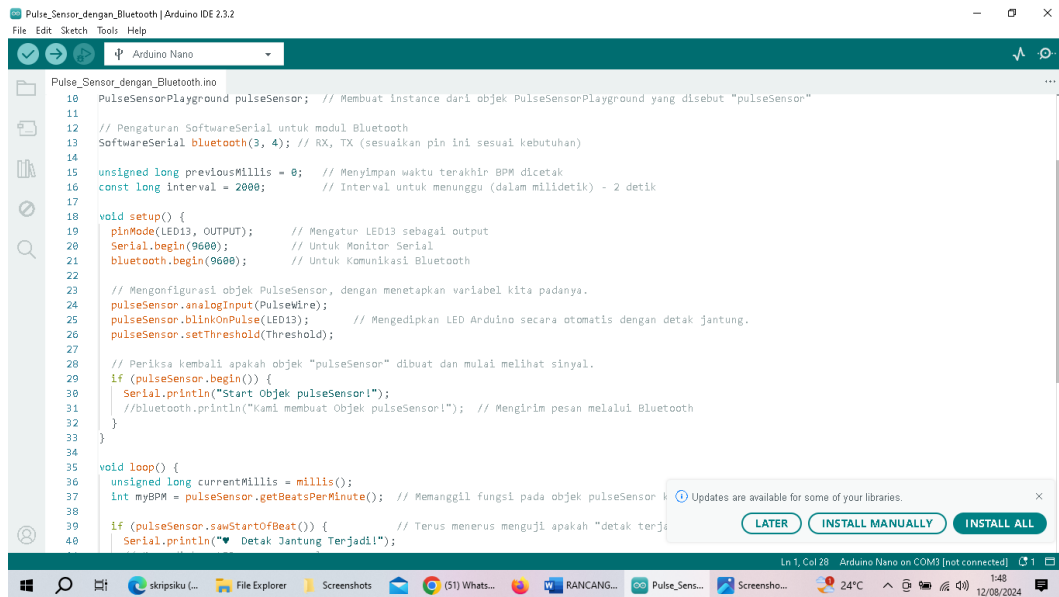 Pulse_Sensor_dengan_Bluetooth | Arduino IDE 2.3.2
File Edit Sketch Tools Help
Arduino Nano
Pulse_Sensor_dengan_Bluetooth.ino
10 PulseSensorPlayground pulseSensor; // Membuat instance dari objek PulseSensorPlayground yang disebut "pulseSensor"
11
12 // Pengaturan SoftwareSerial untuk modul Bluetooth
13 SoftwareSerial bluetooth(3, 4); // RX, TX (sesuaikan pin ini sesuai kebutuhan)
14
15 unsigned long previousMillis = 0; // Menyimpan waktu terakhir BPM dicetak
16 const long interval = 2000; // Interval untuk menunggu (dalam milidetik) - 2 detik
17
18 void setup() {
19 pinMode(LED13, OUTPUT); // Mengatur LED13 sebagai output
20 Serial.begin(9600); // Untuk Monitor Serial
21 bluetooth.begin(9600); // Untuk Komunikasi Bluetooth
22
23 // Mengonfigurasi objek PulseSensor, dengan menetapkan variabel kita padanya.
24 pulseSensor.analogInput(PulseWire);
25 pulseSensor.blinkOnPulse(LED13); // Mengedipkan LED Arduino secara otomatis dengan detak jantung.
26 pulseSensor.setThreshold(Threshold);
27
28 // Periksa kembali apakah objek "pulseSensor" dibuat dan mulai melihat sinyal.
29 if (pulseSensor.begin()) {
30 Serial.println("Start Objek pulseSensor!");
31 //bluetooth.println("Kami membuat Objek pulseSensor!"); // Mengirim pesan melalui Bluetooth
32 }
33 }
34
35 void loop() {
36 unsigned long currentMillis = millis();
37 int myBPM = pulseSensor.getBeatsPerMinute(); // Memanggil fungsi pada objek pulseSensor
38
39 if (pulseSensor.sawStartOfBeat()) { // Terus menerus menguji apakah "detak terja
40 Serial.println("♥ Detak Jantung Terjadi!");
Updates are available for some of your libraries.
LATER INSTALL MANUALLY INSTALL ALL
Ln 1, Col 28 Arduino Nano on COM3 [not connected] 1
skripsiku (... File Explorer Screenshots (51) Whats... RANCANG... Pulse_Sens... Screensho... 24°C 1:48
12/08/2024